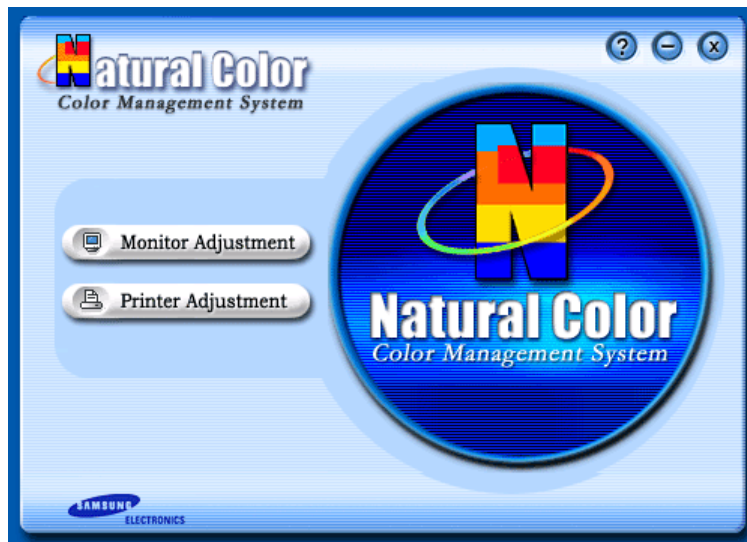 Natural Color
Color Management System
?
Monitor Adjustment
Printer Adjustment
N
Natural Color
Color Management System
SAMSUNG
ELECTRONICS